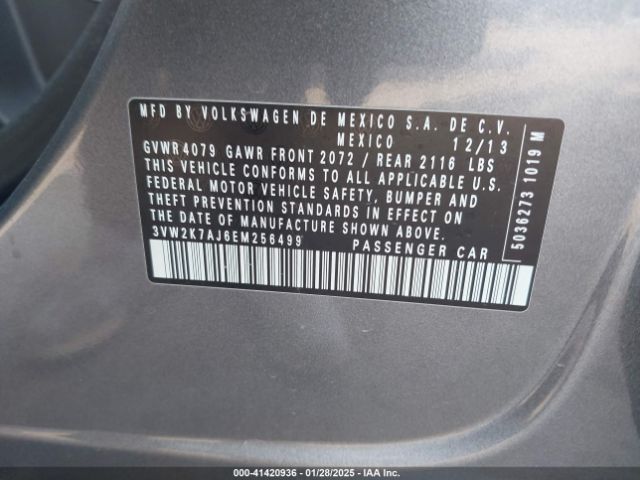 MFD BY VOLKSWAGEN DE MEXICO S.A. DE C.V.
MEXICO 12/13
GVWR 4079 GAWR FRONT 2072 / REAR 2116 LBS
THIS VEHICLE CONFORMS TO ALL APPLICABLE U.S.
FEDERAL MOTOR VEHICLE SAFETY, BUMPER AND
THEFT PREVENTION STANDARDS IN EFFECT ON
THE DATE OF MANUFACTURE SHOWN ABOVE.
3VW2K7AJ6EM256499 PASSENGER CAR
5036273 1019 M
000-41420936 - 01/28/2025 - IAA Inc.